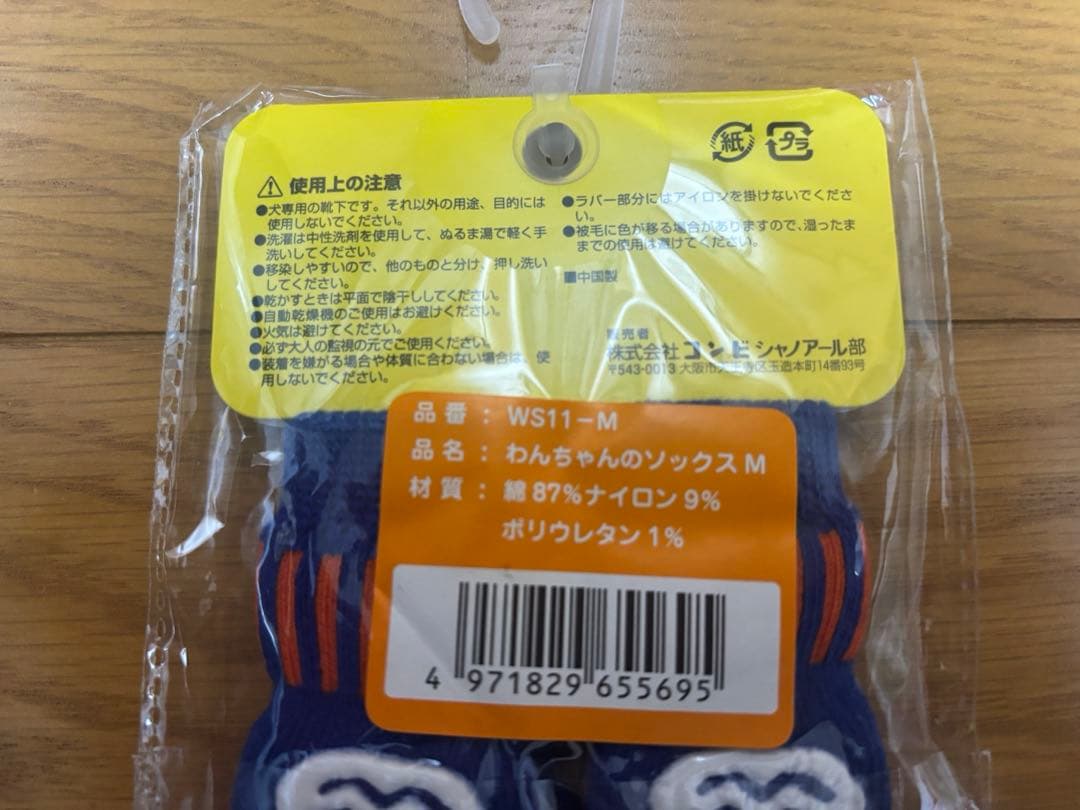 紙 プラ
使用上の注意
●犬専用の靴下です。それ以外の用途、目的には
使用しないでください。
●洗濯は中性洗剤を使用して、ぬるま湯で軽く手
洗いしてください。
●移染しやすいので、他のものと分け、押し洗い
してください。
●乾かすときは平面で陰干ししてください。
●自動乾燥機のご使用はお避けください。
●火気は避けてください。
●必ず大人の監視の元でご使用ください。
●装着を嫌がる場合や体質に合わない場合は、使
用しないでください。
●ラバー部分にはアイロンを掛けないでくださ
い。
●被毛に色が移る場合がありますので、湿ったま
までの使用は避けてください。
■中国製
販売者
株式会社コンビ シャノアール部
〒543-0013 大阪市天王寺区玉造本町14番93号
品番：WS11-M
品名：わんちゃんのソックスM
材質：綿87%ナイロン9%
ポリウレタン1%
4 971829 655695